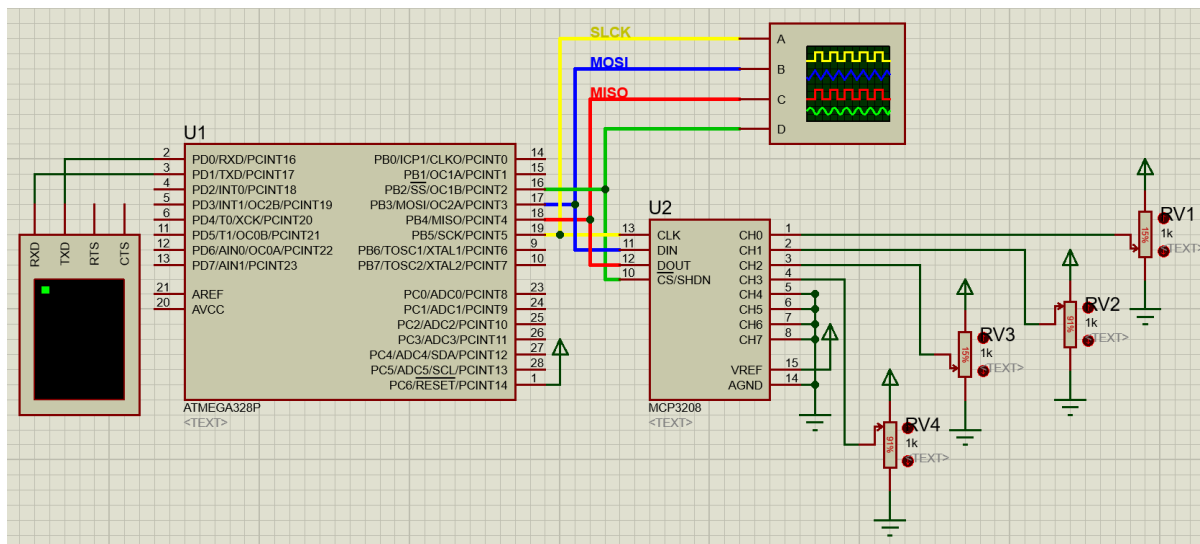 SLCK
MOSI
MISO
A
B
C
D
U1
2 PD0/RXD/PCINT16
3 PD1/TXD/PCINT17
4 PD2/INT0/PCINT18
5 PD3/INT1/OC2B/PCINT19
6 PD4/T0/XCK/PCINT20
11 PD5/T1/OC0B/PCINT21
12 PD6/AIN0/OC0A/PCINT22
13 PD7/AIN1/PCINT23
21 AREF
20 AVCC
PB0/ICP1/CLKO/PCINT0 14
PB1/OC1A/PCINT1 15
PB2/SS/OC1B/PCINT2 16
PB3/MOSI/OC2A/PCINT3 17
PB4/MISO/PCINT4 18
PB5/SCK/PCINT5 19
PB6/TOSC1/XTAL1/PCINT6 9
PB7/TOSC2/XTAL2/PCINT7 10
PC0/ADC0/PCINT8 23
PC1/ADC1/PCINT9 24
PC2/ADC2/PCINT10 25
PC3/ADC3/PCINT11 26
PC4/ADC4/SDA/PCINT12 27
PC5/ADC5/SCL/PCINT13 28
PC6/RESET/PCINT14 1
ATMEGA328P
<TEXT>
RXD
TXD
RTS
CTS
U2
13 CLK
11 DIN
12 DOUT
10 CS/SHDN
CH0 1
CH1 2
CH2 3
CH3 4
CH4 5
CH5 6
CH6 7
CH7 8
VREF 15
AGND 14
MCP3208
<TEXT>
RV1
15%
1k
<TEXT>
RV2
91%
1k
<TEXT>
RV3
15%
1k
<TEXT>
RV4
91%
1k
<TEXT>